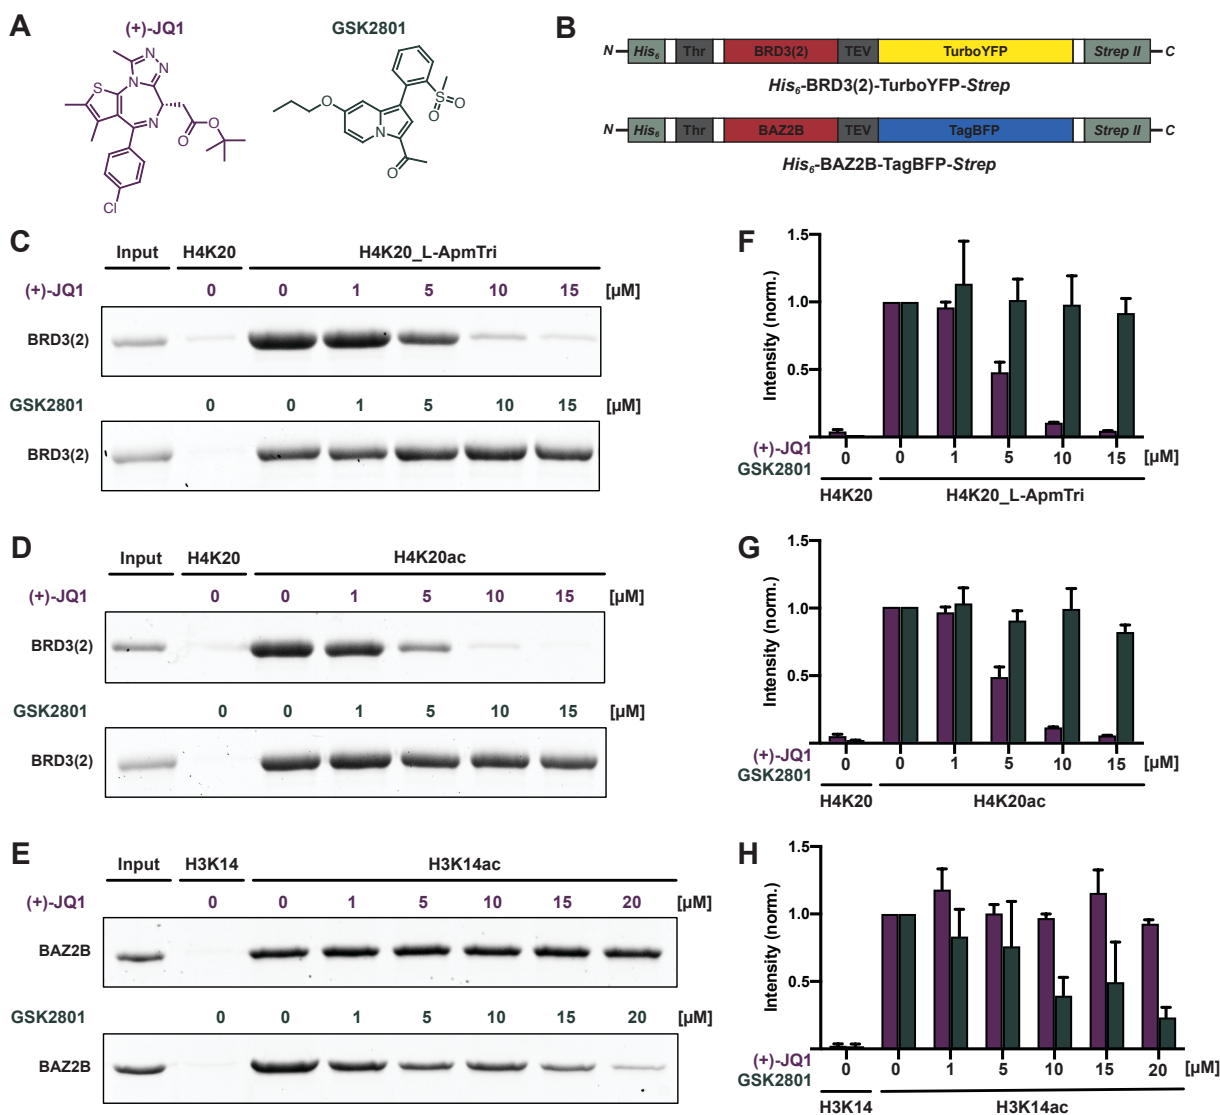 A
(+)-JQ1
GSK2801
H3C
N
N
N
S
N
O
O
Cl
O
N
S
O
O
O
B
N His6 Thr BRD3(2) TEV TurboYFP Strep II C
His6-BRD3(2)-TurboYFP-Strep
N His6 Thr BAZ2B TEV TagBFP Strep II C
His6-BAZ2B-TagBFP-Strep
C
Input H4K20 H4K20_L-ApmTri
(+)-JQ1 0 0 1 5 10 15 [µM]
BRD3(2)
GSK2801 0 0 1 5 10 15 [µM]
BRD3(2)
D
Input H4K20 H4K20ac
(+)-JQ1 0 0 1 5 10 15 [µM]
BRD3(2)
GSK2801 0 0 1 5 10 15 [µM]
BRD3(2)
E
Input H3K14 H3K14ac
(+)-JQ1 0 0 1 5 10 15 20 [µM]
BAZ2B
GSK2801 0 0 1 5 10 15 20 [µM]
BAZ2B
F
Intensity (norm.)
1.5
1.0
0.5
(+)-JQ1
GSK2801
0 0 1 5 10 15 [µM]
H4K20 H4K20_L-ApmTri
G
Intensity (norm.)
1.5
1.0
0.5
(+)-JQ1
GSK2801
0 0 1 5 10 15 [µM]
H4K20 H4K20ac
H
Intensity (norm.)
1.5
1.0
0.5
(+)-JQ1
GSK2801
0 0 1 5 10 15 20 [µM]
H3K14 H3K14ac